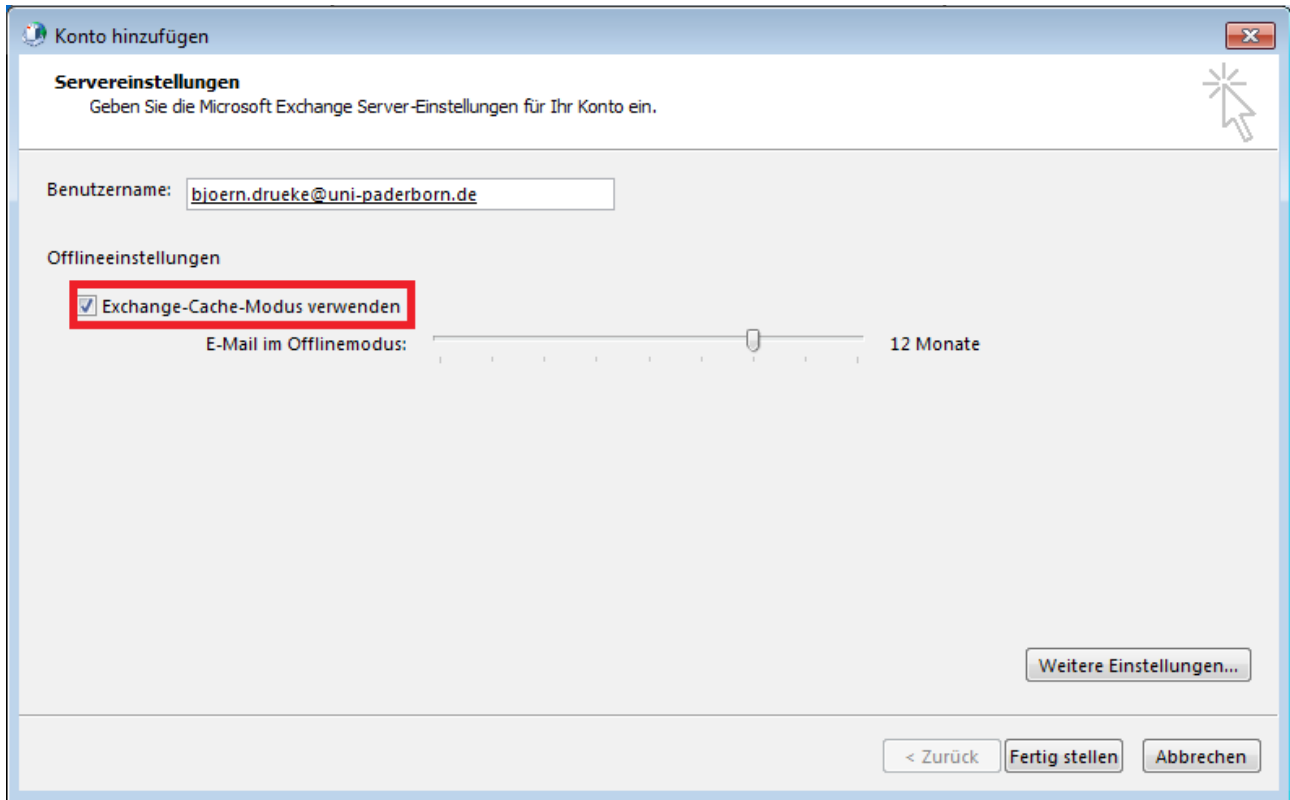 Konto hinzufügen
Servereinstellungen
Geben Sie die Microsoft Exchange Server-Einstellungen für Ihr Konto ein.
Benutzername: bjoern.drueke@uni-paderborn.de
Offlineeinstellungen
Exchange-Cache-Modus verwenden
E-Mail im Offlinemodus: 12 Monate
Weitere Einstellungen...
< Zurück Fertig stellen Abbrechen